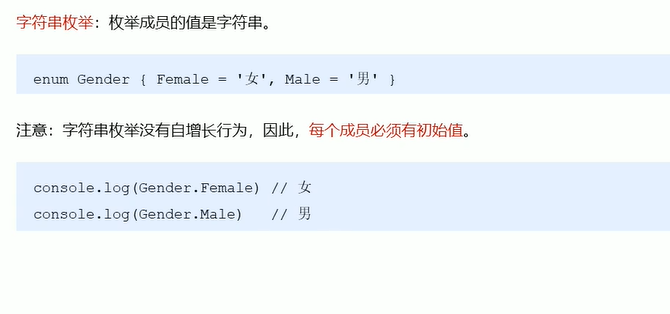 字符串枚举：枚举成员的值是字符串。
enum Gender { Female = '女', Male = '男' }
注意：字符串枚举没有自增长行为，因此，每个成员必须有初始值。
console.log(Gender.Female) // 女
console.log(Gender.Male)   // 男